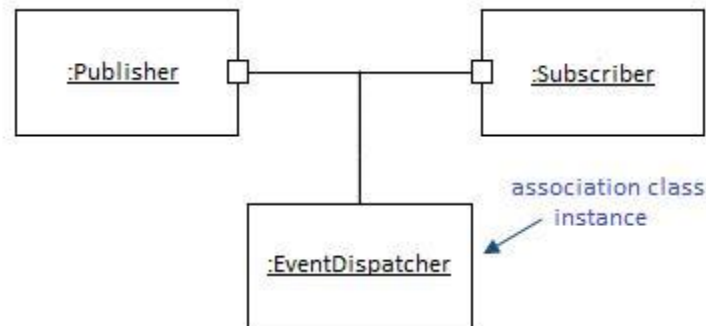 :Publisher
:Subscriber
association class
instance
:EventDispatcher